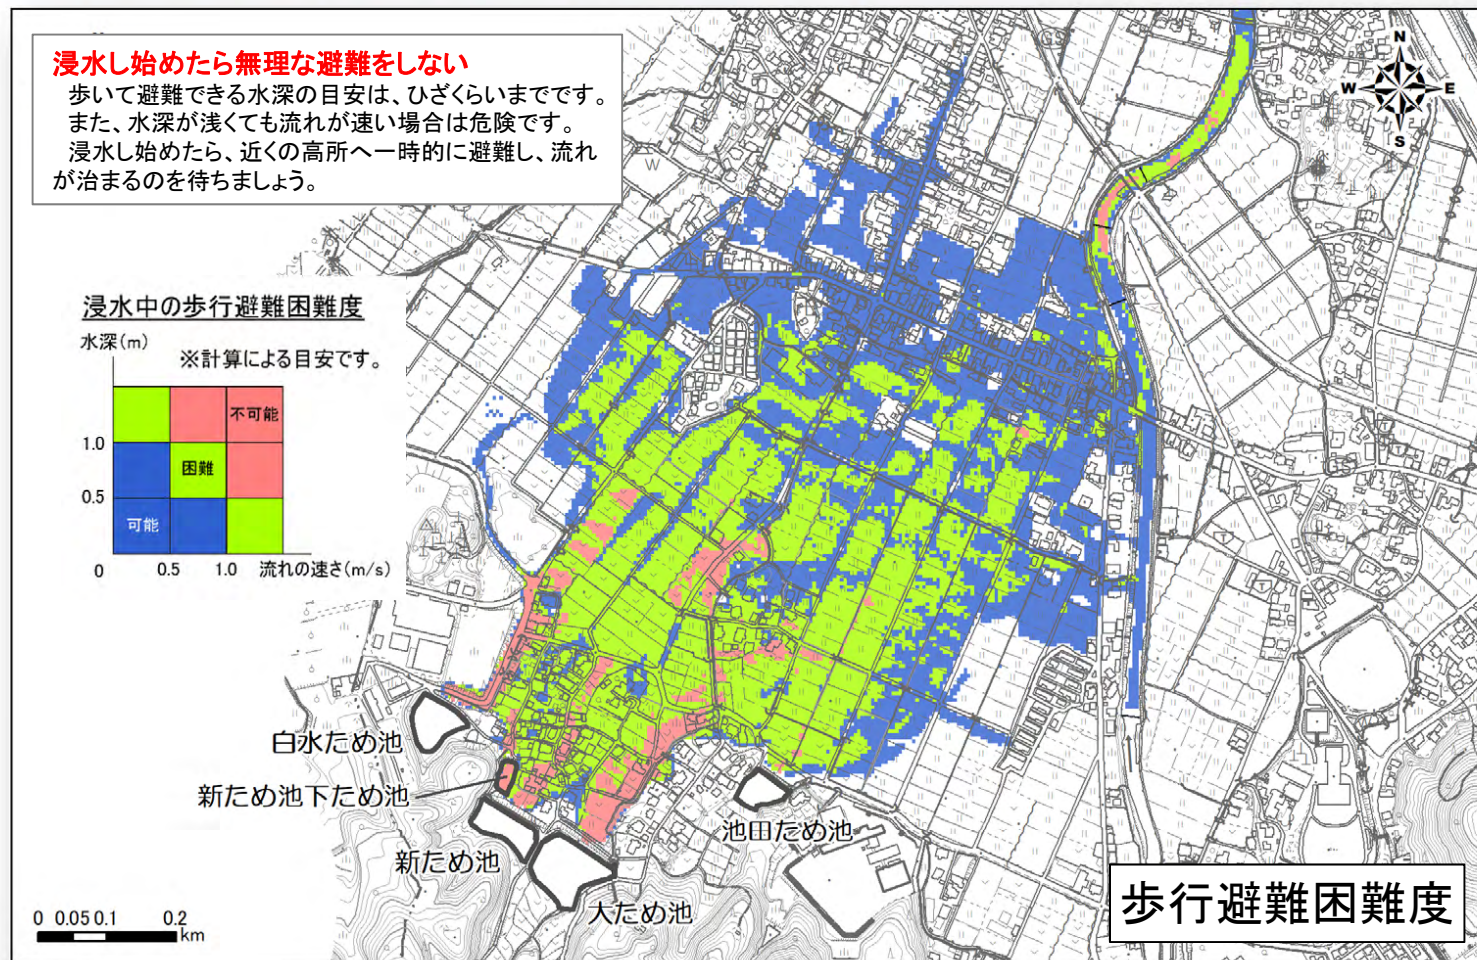 浸水し始めたら無理な避難をしない
歩いて避難できる水深の目安は、ひざくらいまでです。
また、水深が浅くても流れが速い場合は危険です。
浸水し始めたら、近くの高所へ一時的に避難し、流れ
が治まるのを待ちましょう。
N
W E
S
浸水中の歩行避難困難度
水深(m)
※計算による目安です。
不可能
1.0
困難
0.5
可能
0 0.5 1.0 流れの速さ(m/s)
白水ため池
新ため池下ため池
新ため池
大ため池
池田ため池
0 0.05 0.1 0.2
km
歩行避難困難度